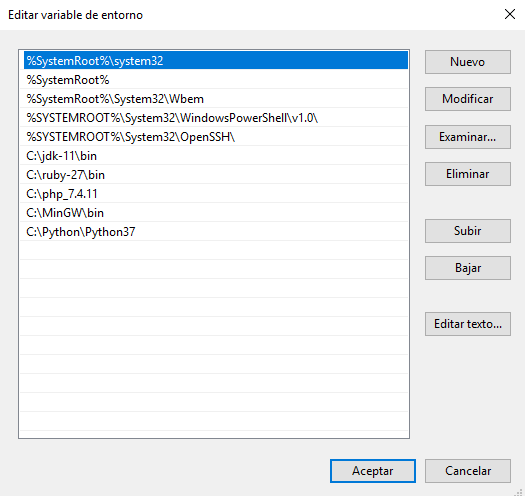 Editar variable de entorno
%SystemRoot%\system32
%SystemRoot%
%SystemRoot%\System32\Wbem
%SYSTEMROOT%\System32\WindowsPowerShell\v1.0\
%SYSTEMROOT%\System32\OpenSSH\
C:\jdk-11\bin
C:\ruby-27\bin
C:\php_7.4.11
C:\MinGW\bin
C:\Python\Python37
Nuevo
Modificar
Examinar...
Eliminar
Subir
Bajar
Editar texto...
Aceptar
Cancelar